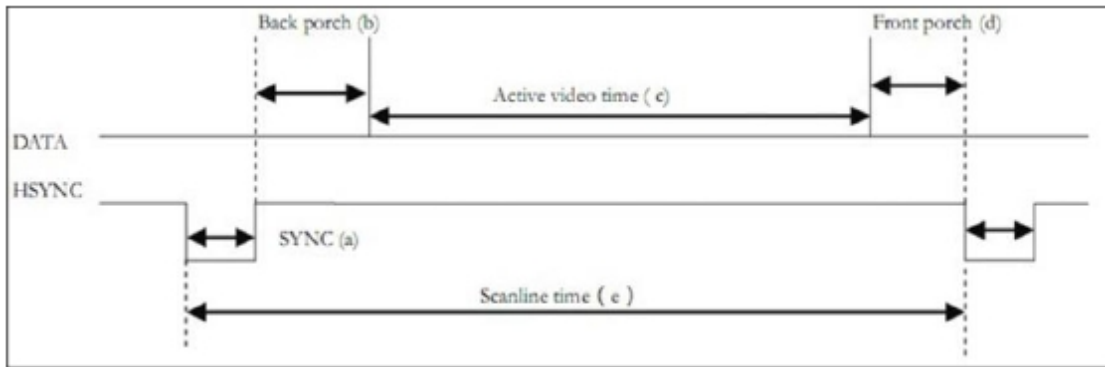 Back porch (b)
Front porch (d)
Active video time ( c)
DATA
HSYNC
SYNC (a)
Scanline time ( e )